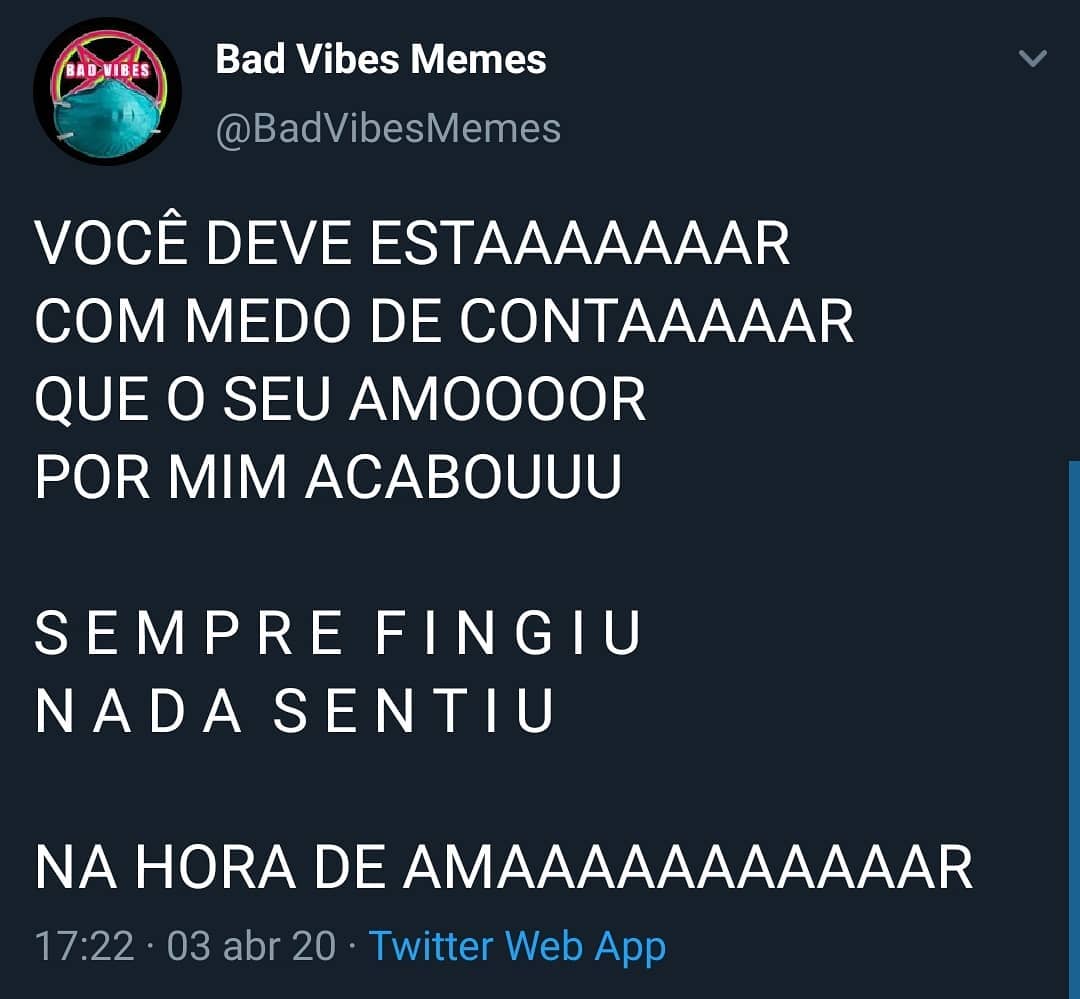 BAD VIBES
Bad Vibes Memes
@BadVibesMemes
VOCÊ DEVE ESTAAAAAAAR
COM MEDO DE CONTAAAAAR
QUE O SEU AMOOOOR
POR MIM ACABOUUU
S E M P R E  F I N G I U
N A D A  S E N T I U
NA HORA DE AMAAAAAAAAAAAR
17:22 · 03 abr 20 · Twitter Web App